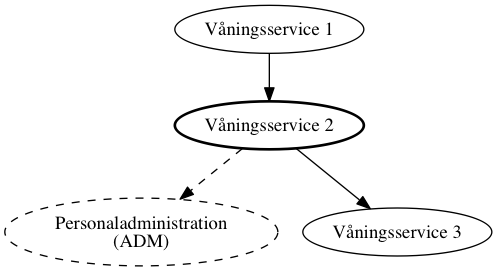 Våningsservice 1
Våningsservice 2
Personaladministration
(ADM)
Våningsservice 3